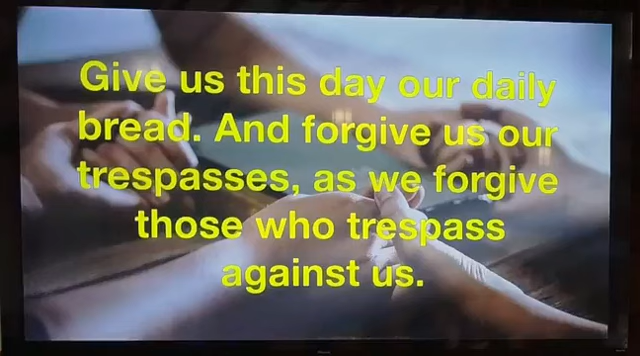 Give us this day our daily
bread. And forgive us our
trespasses, as we forgive
those who trespass
against us.